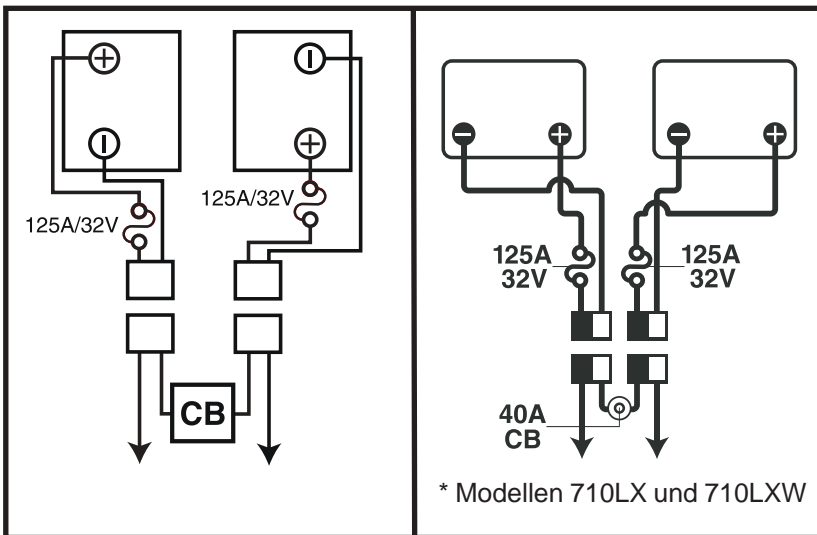 125A/32V
125A/32V
CB
125A
32V
125A
32V
40A
CB
* Modellen 710LX und 710LXW